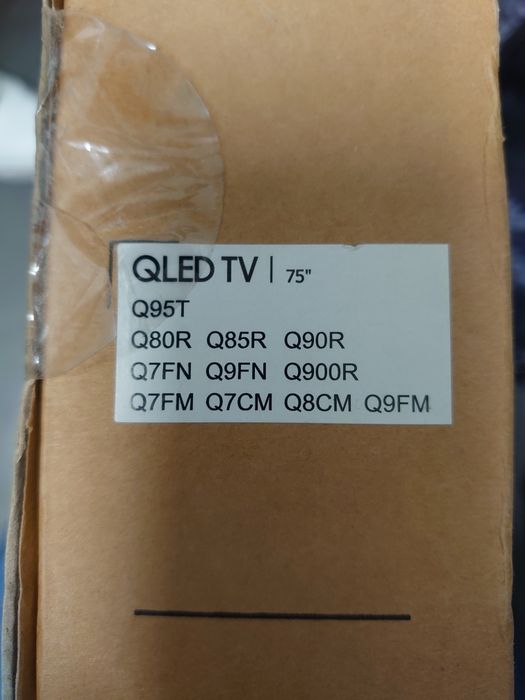 QLED TV | 75"
Q95T
Q80R Q85R Q90R
Q7FN Q9FN Q900R
Q7FM Q7CM Q8CM Q9FM